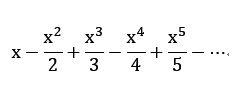 x − x²/2 + x³/3 − x⁴/4 + x⁵/5 − ⋯